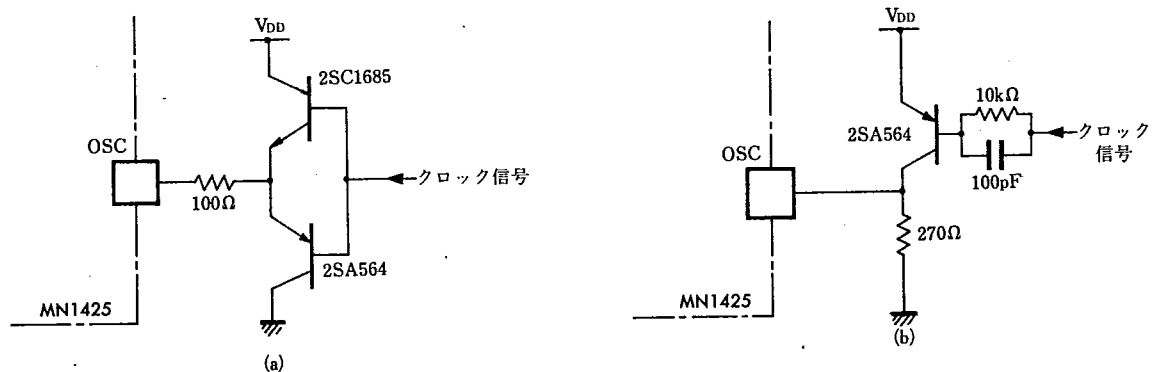 VDD
2SC1685
OSC
100Ω
クロック信号
2SA564
MN1425
(a)
VDD
10kΩ
2SA564
クロック
信号
100pF
OSC
270Ω
MN1425
(b)